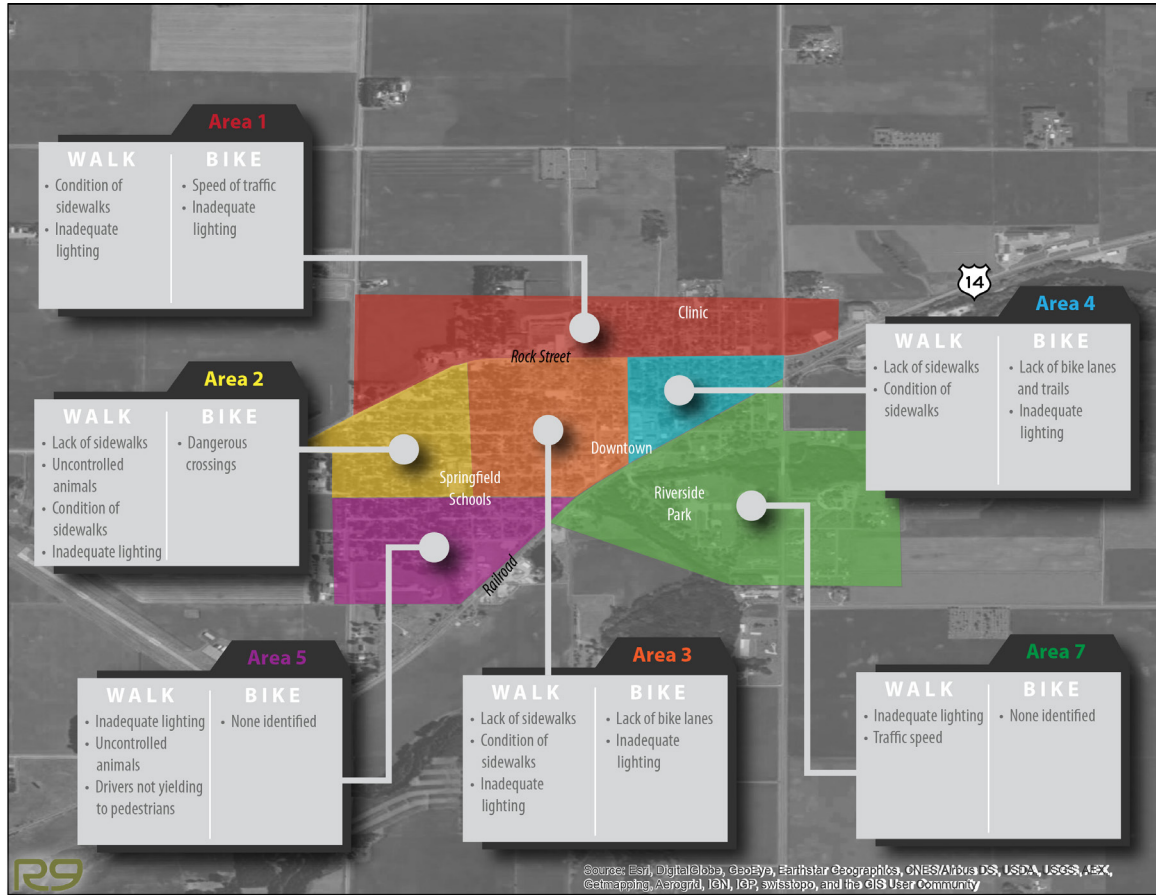 Area 1
WALK
• Condition of
sidewalks
• Inadequate
lighting
BIKE
• Speed of traffic
• Inadequate
lighting
14
Clinic
Rock Street
Area 4
WALK
• Lack of sidewalks
• Condition of
sidewalks
BIKE
• Lack of bike lanes
and trails
• Inadequate
lighting
Area 2
WALK
• Lack of sidewalks
• Uncontrolled
animals
• Condition of
sidewalks
• Inadequate lighting
BIKE
• Dangerous
crossings
Downtown
Springfield
Schools
Riverside
Park
Railroad
Area 5
WALK
• Inadequate lighting
• Uncontrolled
animals
• Drivers not yielding
to pedestrians
BIKE
• None identified
Area 3
WALK
• Lack of sidewalks
• Condition of
sidewalks
• Inadequate
lighting
BIKE
• Lack of bike lanes
• Inadequate
lighting
Area 7
WALK
• Inadequate lighting
• Traffic speed
BIKE
• None identified
R9
Source: Esri, DigitalGlobe, GeoEye, Earthstar Geographics, CNES/Airbus DS, USDA, USGS, AEX,
Getmapping, Aerogrid, IGN, IGP, swisstopo, and the GIS User Community